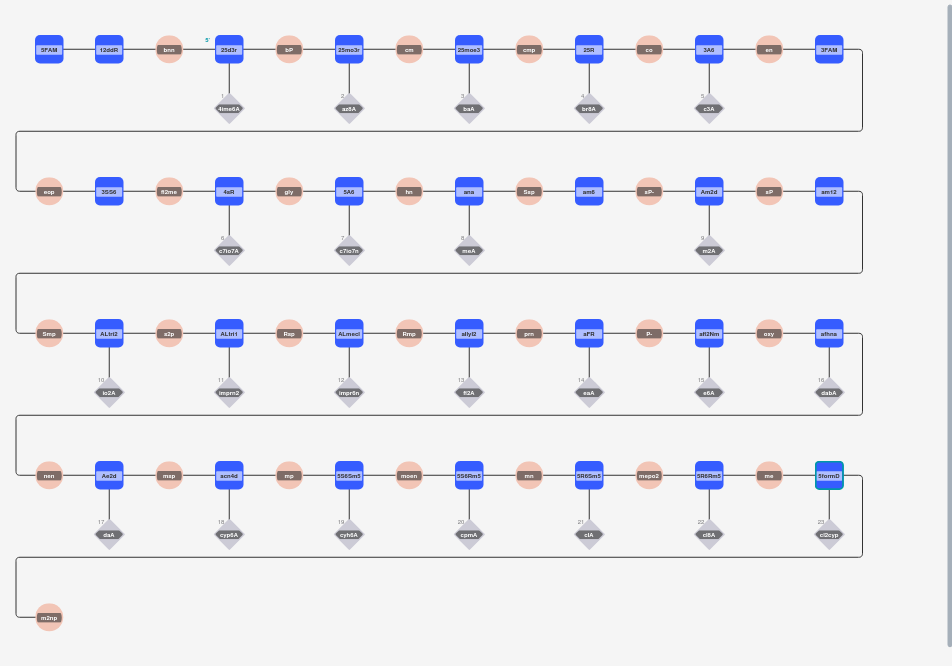 5'
5FAM 12ddR bnn 25d3r bP 25mo3r cm 25moe3 cmp 25R co 3A6 en 3FAM
1 2 3 4 5
4ime6A az8A baA br8A c3A
eop 3SS6 fl2me 4sR gly 5A6 hn ana Ssp am6 sP- Am2d sP am12
6 7 8 9
c7io7A c7io7n meA m2A
Smp ALtri2 s2p ALtri1 Rsp ALmecl Rmp allyl2 prn aFR P- afl2Nm oxy afhna
10 11 12 13 14 15 16
io2A imprn2 impr6n fl2A eaA e6A dabA
nen Ae2d msp acn4d mp 5S6Sm5 moen 5S6Rm5 mn 5R6Sm5 mopo2 5R6Rm5 me 5formD
17 18 19 20 21 22 23
daA cyp6A cyh6A cpmA clA cl8A cl2cyp
m2np